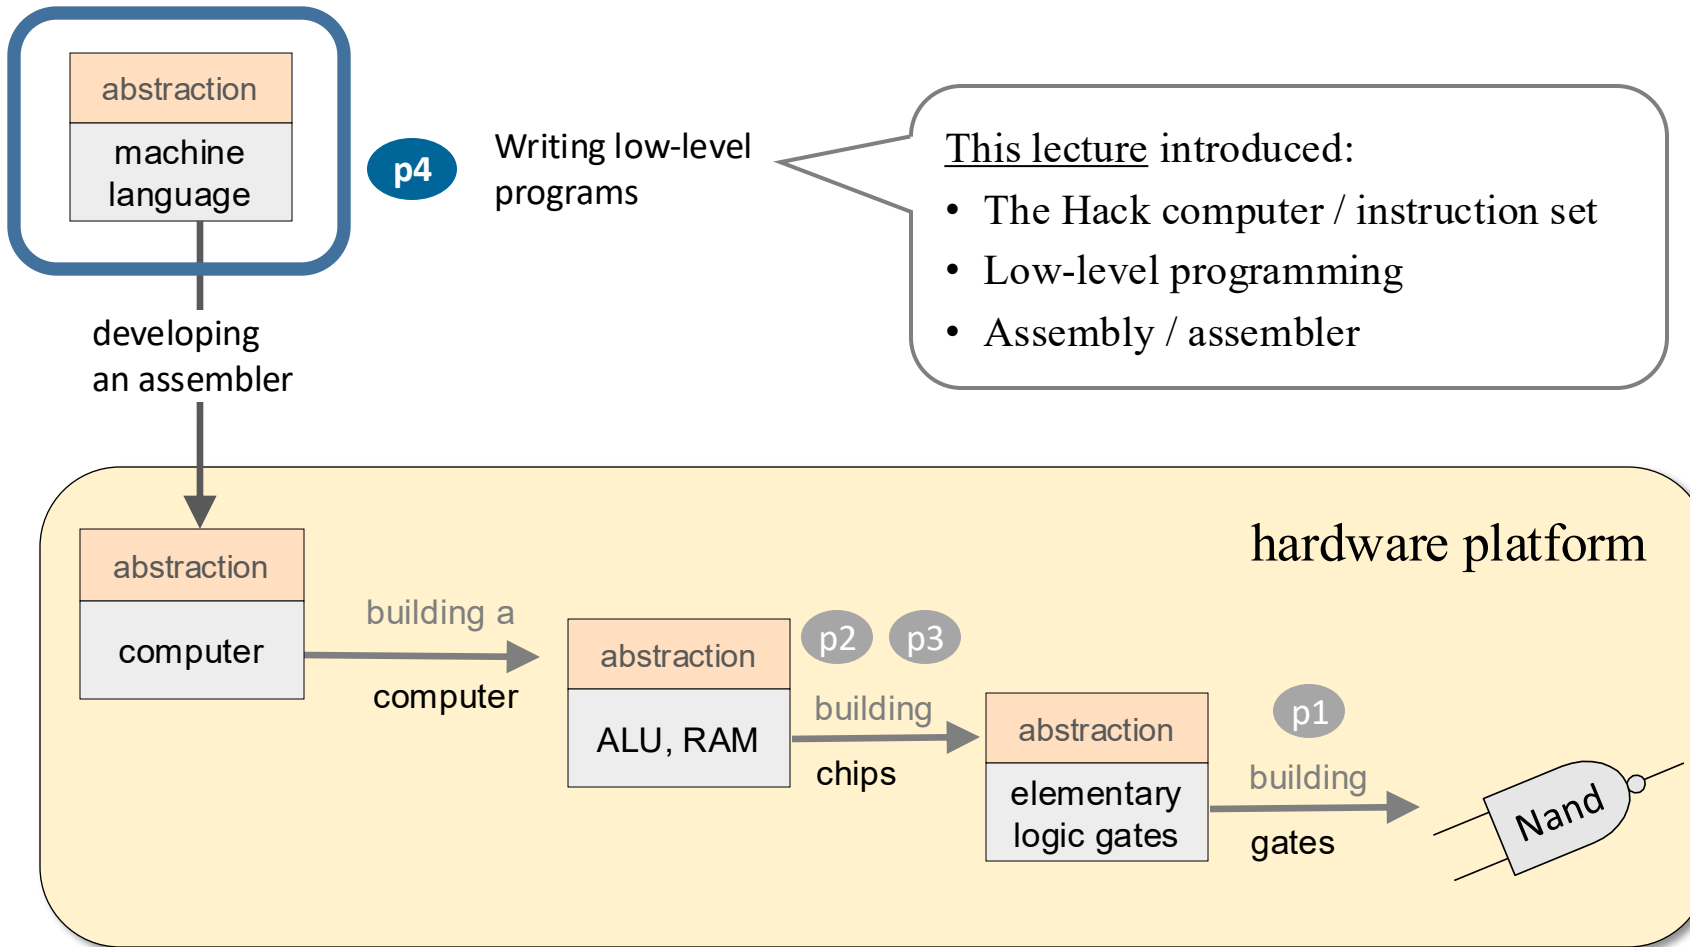 abstraction
machine
language
p4
Writing low-level
programs
This lecture introduced:
• The Hack computer / instruction set
• Low-level programming
• Assembly / assembler
developing
an assembler
hardware platform
abstraction
computer
building a
computer
abstraction
ALU, RAM
p2
p3
building
chips
abstraction
elementary
logic gates
p1
building
gates
Nand